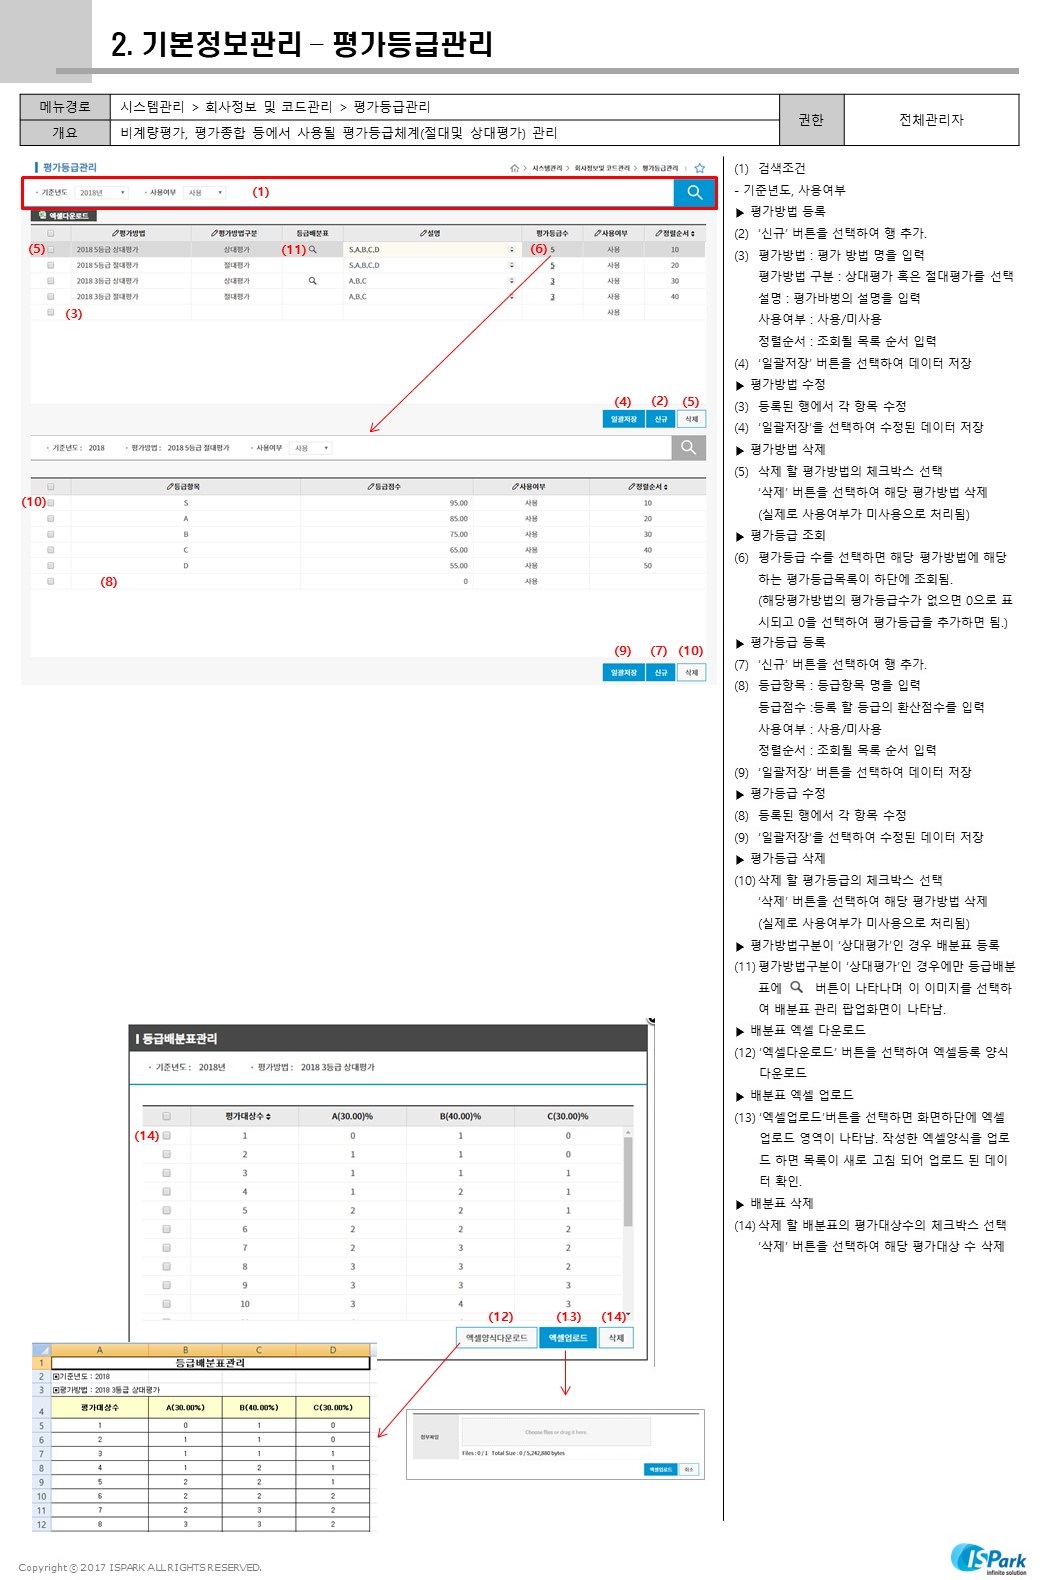 2. 기본정보관리 – 평가등급관리
메뉴경로 시스템관리 > 회사정보 및 코드관리 > 평가등급관리 권한 전체관리자
개요 비계량평가, 평가종합 등에서 사용될 평가등급체계(절대및 상대평가) 관리
평가등급관리 시스템관리 > 회사정보및 코드관리 > 평가등급관리
· 기준년도 2018년 · 사용여부 사용 (1)
엑셀다운로드
평가방법 평가방법구분 등급배분표 설명 평가등급수 사용여부 정렬순서
(5) 2018 5등급 상대평가 상대평가 (11) S,A,B,C,D (6) 5 사용 10
2018 5등급 절대평가 절대평가 S,A,B,C,D 5 사용 20
2018 3등급 상대평가 상대평가 A,B,C 3 사용 30
2018 3등급 절대평가 절대평가 A,B,C 3 사용 40
(3) 사용
(4) (2) (5)
일괄저장 신규 삭제
· 기준년도 : 2018 · 평가방법 : 2018 5등급 절대평가 · 사용여부 사용
등급항목 등급점수 사용여부 정렬순서
(10) S 95.00 사용 10
A 85.00 사용 20
B 75.00 사용 30
C 65.00 사용 40
D 55.00 사용 50
(8) 0 사용
(9) (7) (10)
일괄저장 신규 삭제
(1) 검색조건
- 기준년도, 사용여부
▶ 평가방법 등록
(2) ‘신규’ 버튼을 선택하여 행 추가.
(3) 평가방법 : 평가 방법 명을 입력
평가방법 구분 : 상대평가 혹은 절대평가를 선택
설명 : 평가바벙의 설명을 입력
사용여부 : 사용/미사용
정렬순서 : 조회될 목록 순서 입력
(4) ‘일괄저장’ 버튼을 선택하여 데이터 저장
▶ 평가방법 수정
(3) 등록된 행에서 각 항목 수정
(4) ‘일괄저장’을 선택하여 수정된 데이터 저장
▶ 평가방법 삭제
(5) 삭제 할 평가방법의 체크박스 선택
‘삭제’ 버튼을 선택하여 해당 평가방법 삭제
(실제로 사용여부가 미사용으로 처리됨)
▶ 평가등급 조회
(6) 평가등급 수를 선택하면 해당 평가방법에 해당
하는 평가등급목록이 하단에 조회됨.
(해당평가방법의 평가등급수가 없으면 0으로 표
시되고 0을 선택하여 평가등급을 추가하면 됨.)
▶ 평가등급 등록
(7) ‘신규’ 버튼을 선택하여 행 추가.
(8) 등급항목 : 등급항목 명을 입력
등급점수 :등록 할 등급의 환산점수를 입력
사용여부 : 사용/미사용
정렬순서 : 조회될 목록 순서 입력
(9) ‘일괄저장’ 버튼을 선택하여 데이터 저장
▶ 평가등급 수정
(8) 등록된 행에서 각 항목 수정
(9) ‘일괄저장’을 선택하여 수정된 데이터 저장
▶ 평가등급 삭제
(10) 삭제 할 평가등급의 체크박스 선택
‘삭제’ 버튼을 선택하여 해당 평가방법 삭제
(실제로 사용여부가 미사용으로 처리됨)
▶ 평가방법구분이 ‘상대평가’인 경우 배분표 등록
(11) 평가방법구분이 ‘상대평가’인 경우에만 등급배분
표에 버튼이 나타나며 이 이미지를 선택하
여 배분표 관리 팝업화면이 나타남.
▶ 배분표 엑셀 다운로드
(12) ‘엑셀다운로드’ 버튼을 선택하여 엑셀등록 양식
다운로드
▶ 배분표 엑셀 업로드
(13) ‘엑셀업로드’버튼을 선택하면 화면하단에 엑셀
업로드 영역이 나타남. 작성한 엑셀양식을 업로
드 하면 목록이 새로 고침 되어 업로드 된 데이
터 확인.
▶ 배분표 삭제
(14) 삭제 할 배분표의 평가대상수의 체크박스 선택
‘삭제’ 버튼을 선택하여 해당 평가대상 수 삭제
등급배분표관리
· 기준년도 : 2018년 · 평가방법 : 2018 3등급 상대평가
평가대상수 A(30.00)% B(40.00)% C(30.00)%
(14) 1 0 1 0
2 1 1 0
3 1 1 1
4 1 2 1
5 2 2 1
6 2 2 2
7 2 3 2
8 3 3 2
9 3 3 3
10 3 4 3
(12) (13) (14)
엑셀양식다운로드 엑셀업로드 삭제
A B C D
1 등급배분표관리
2 ▣기준년도 : 2018
3 ▣평가방법 : 2018 3등급 상대평가
4 평가대상수 A(30.00%) B(40.00%) C(30.00%)
5 1 0 1 0
6 2 1 1 0
7 3 1 1 1
8 4 1 2 1
9 5 2 2 1
10 6 2 2 2
11 7 2 3 2
12 8 3 3 2
첨부파일 Choose files or drag it here.
Files : 0 / 1 Total Size : 0 / 5,242,880 bytes
엑셀업로드 취소
Copyright ⓒ 2017 ISPARK ALL RIGHTS RESERVED.
ISPark
infinite solution